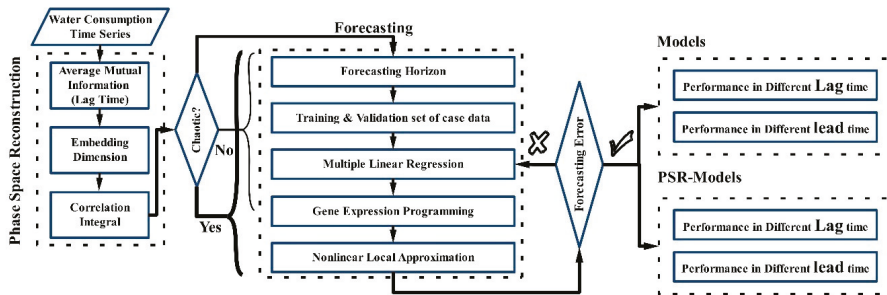 Water Consumption
Time Series
Phase Space Reconstruction
Average Mutual
Information
(Lag Time)
Embedding
Dimension
Correlation
Integral
Chaotic?
No
Yes
Forecasting
Forecasting Horizon
Training & Validation set of case data
Multiple Linear Regression
Gene Expression Programming
Nonlinear Local Approximation
Forecasting Error
Models
Performance in Different Lag time
Performance in Different lead time
PSR-Models
Performance in Different Lag time
Performance in Different lead time